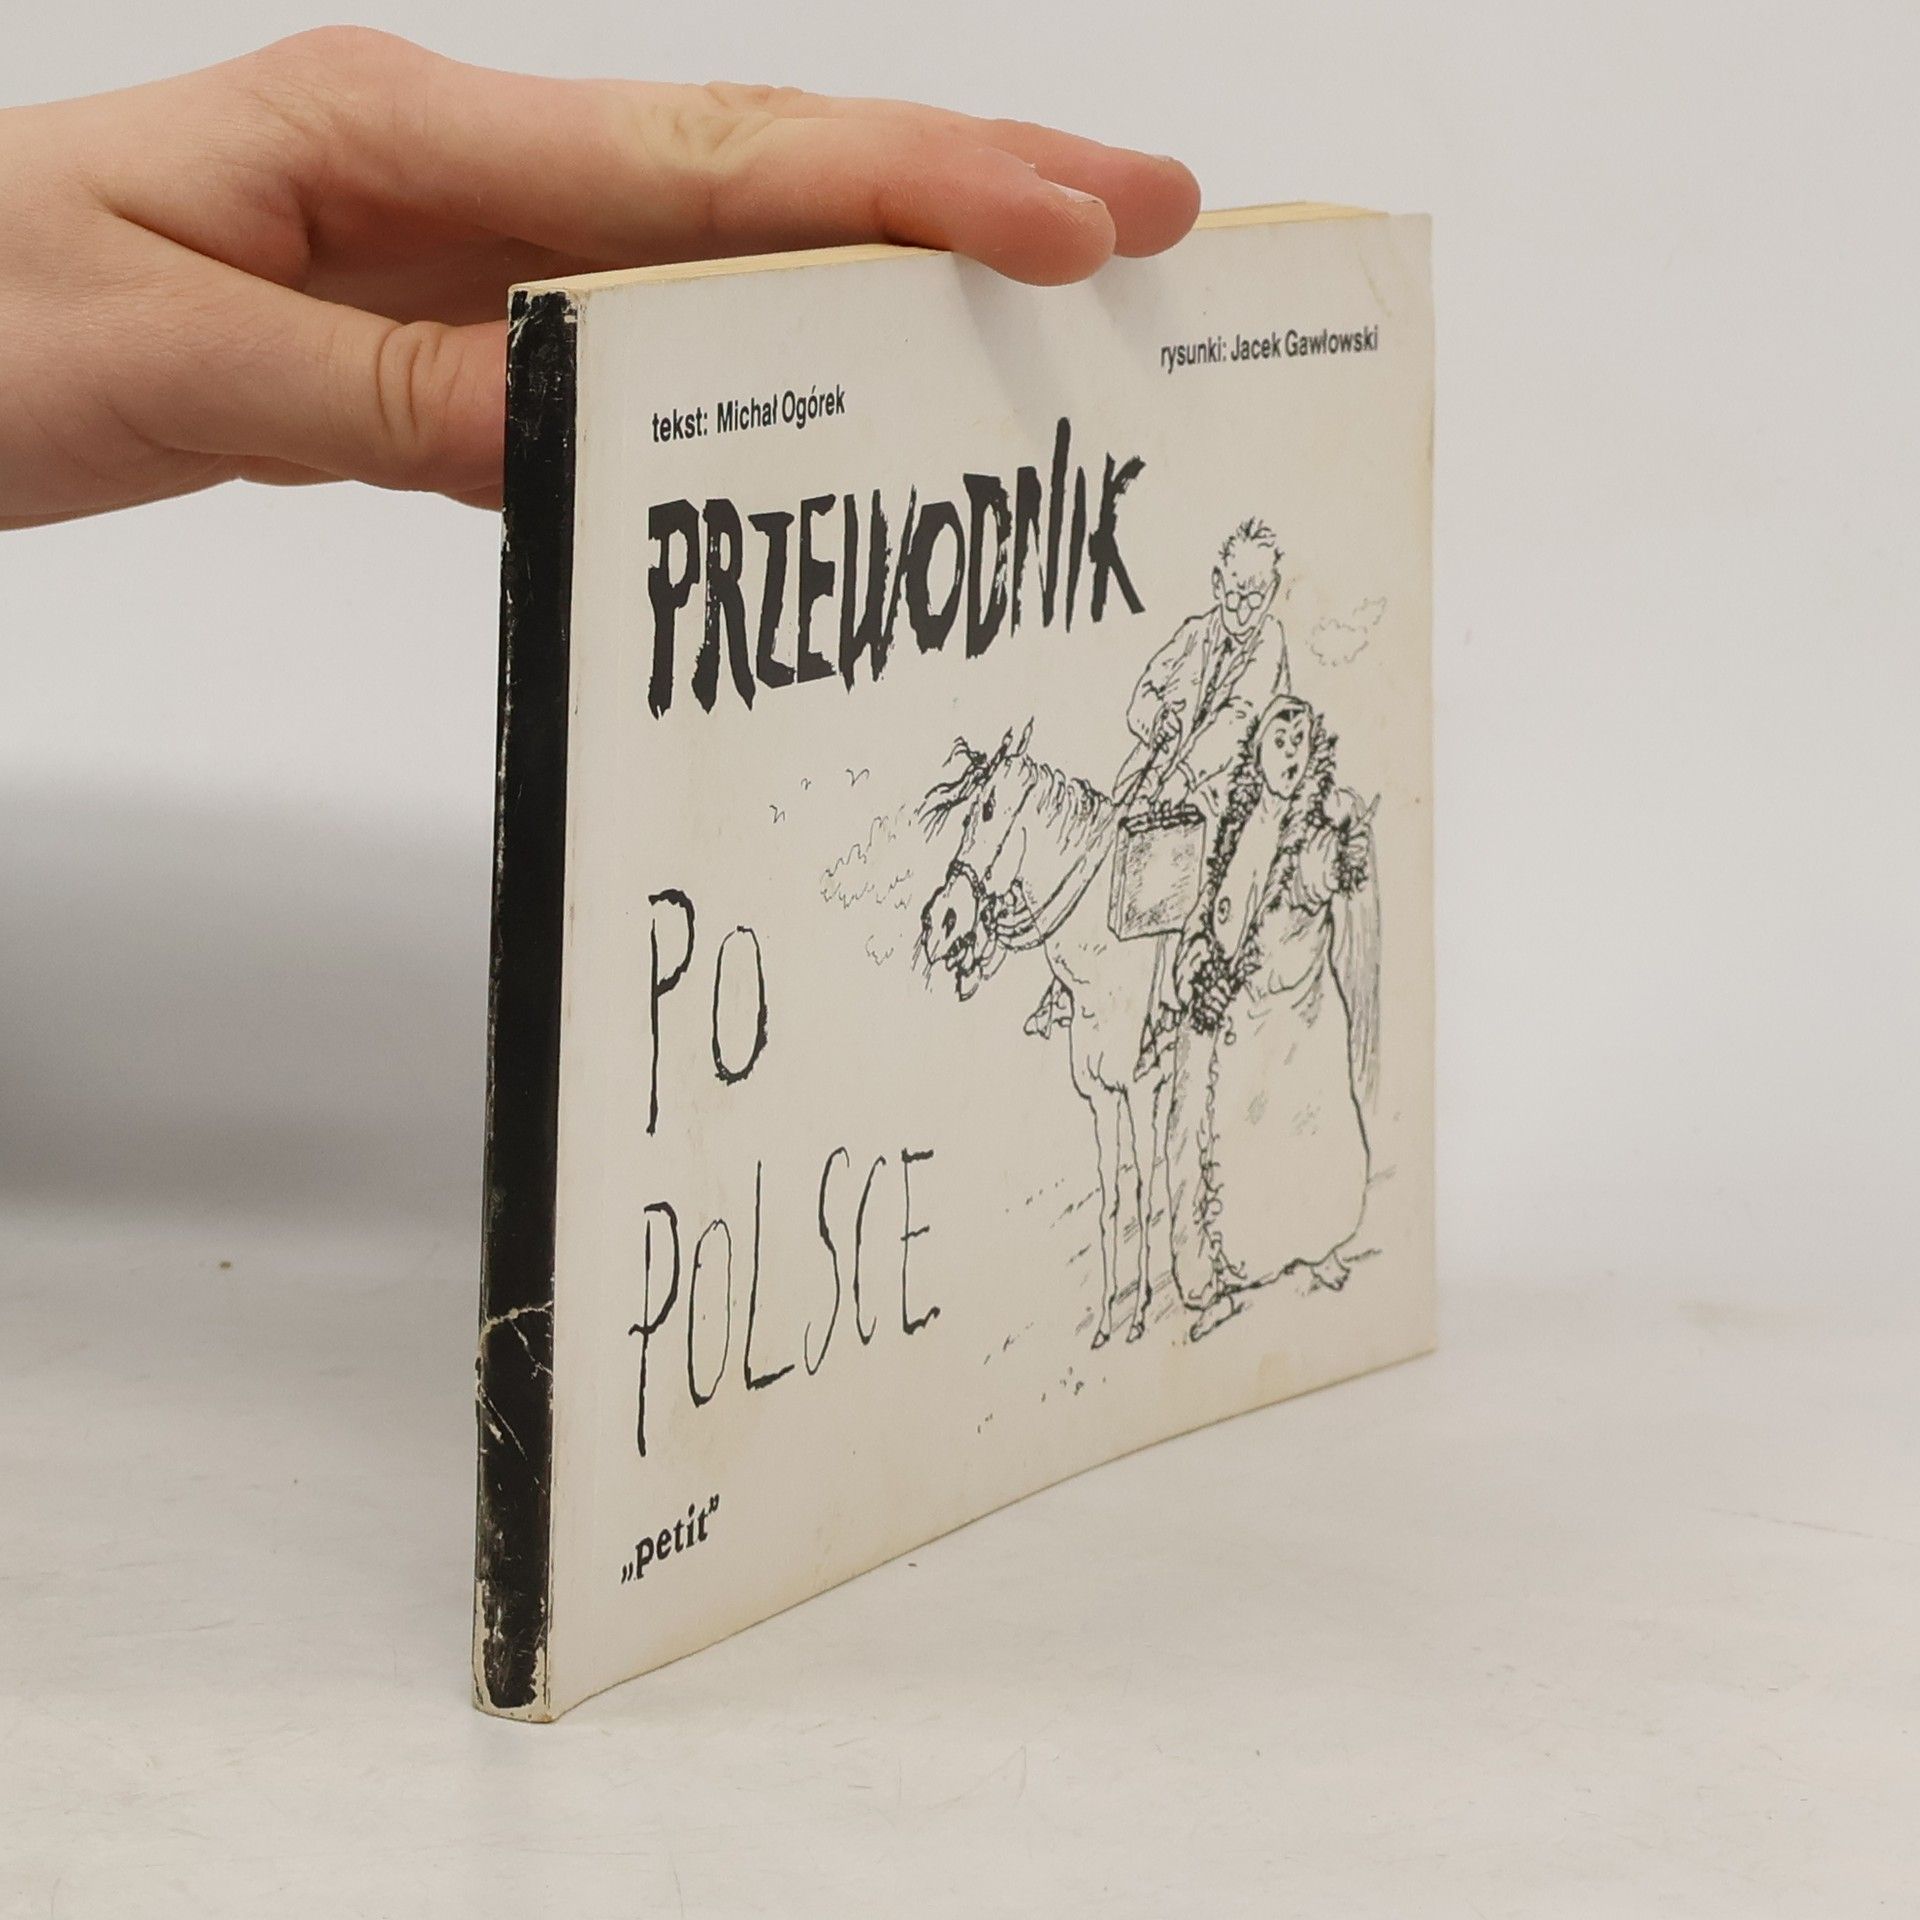 tekst: Michał Ogórek
rysunki: Jacek Gawłowski
PRZEWODNIK
PO
POLSCE
„petit”